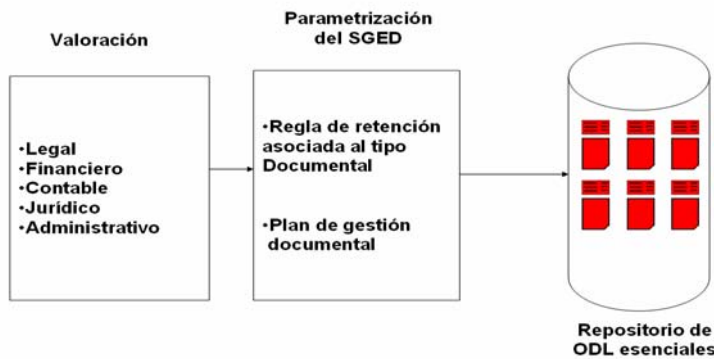 Valoración
Parametrización
del SGED
•Legal
•Financiero
•Contable
•Jurídico
•Administrativo
•Regla de retención
asociada al tipo
Documental
•Plan de gestión
documental
Repositorio de
ODL esenciales